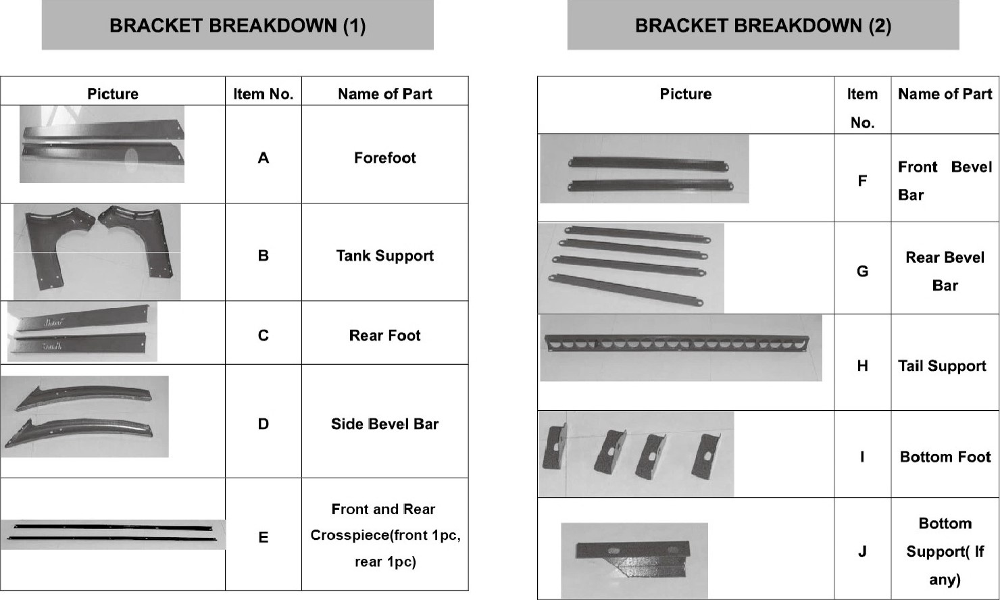 BRACKET BREAKDOWN (1)
Picture Item No. Name of Part
A Forefoot
B Tank Support
C Rear Foot
D Side Bevel Bar
E Front and Rear
Crosspiece(front 1pc,
rear 1pc)
BRACKET BREAKDOWN (2)
Picture Item
No. Name of Part
F Front Bevel
Bar
G Rear Bevel
Bar
H Tail Support
I Bottom Foot
J Bottom
Support( If
any)